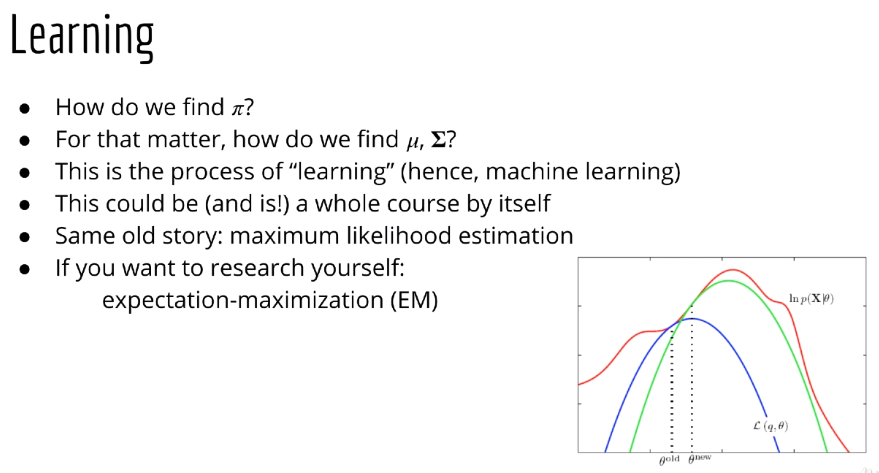 Learning
● How do we find π?
● For that matter, how do we find μ, Σ?
● This is the process of “learning” (hence, machine learning)
● This could be (and is!) a whole course by itself
● Same old story: maximum likelihood estimation
● If you want to research yourself:
expectation-maximization (EM)
ln p(X|θ)
ℒ (q, θ)
θ^old θ^new